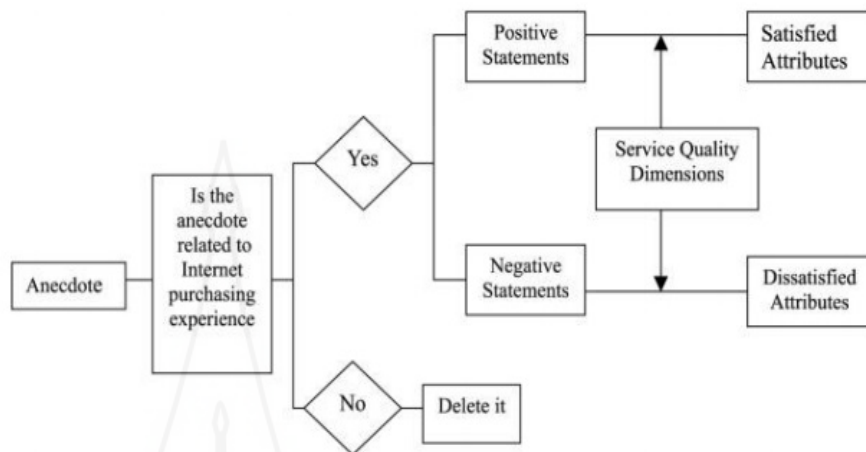 Anecdote
Is the
anecdote
related to
Internet
purchasing
experience
Yes
No
Delete it
Positive
Statements
Negative
Statements
Service Quality
Dimensions
Satisfied
Attributes
Dissatisfied
Attributes